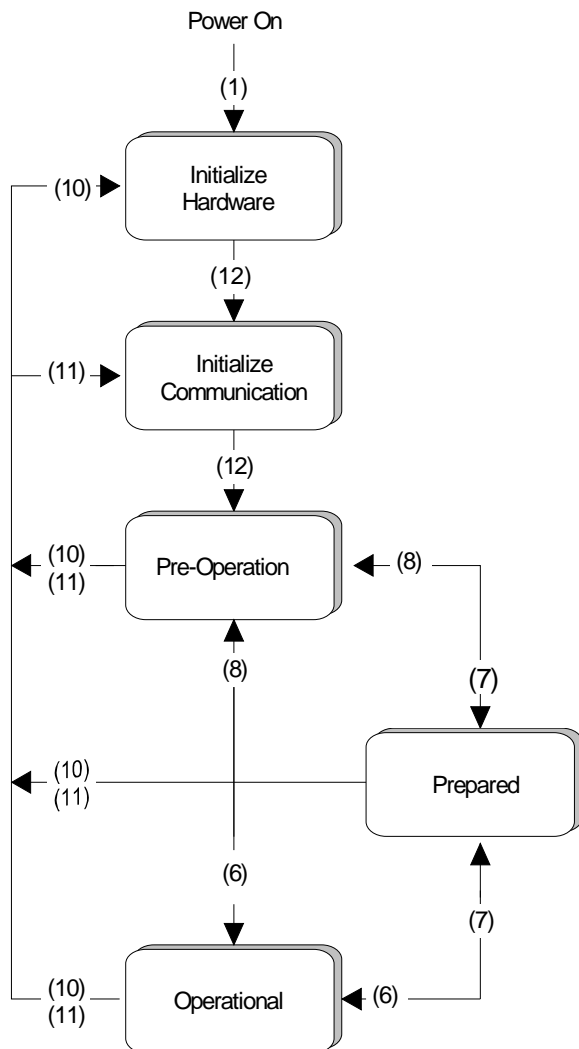 Power On
(1)
Initialize
Hardware
(10)
(12)
Initialize
Communication
(11)
(12)
Pre-Operation
(10)
(11)
(8)
(8)
(7)
(10)
(11)
Prepared
(6)
(7)
Operational
(10)
(11)
(6)